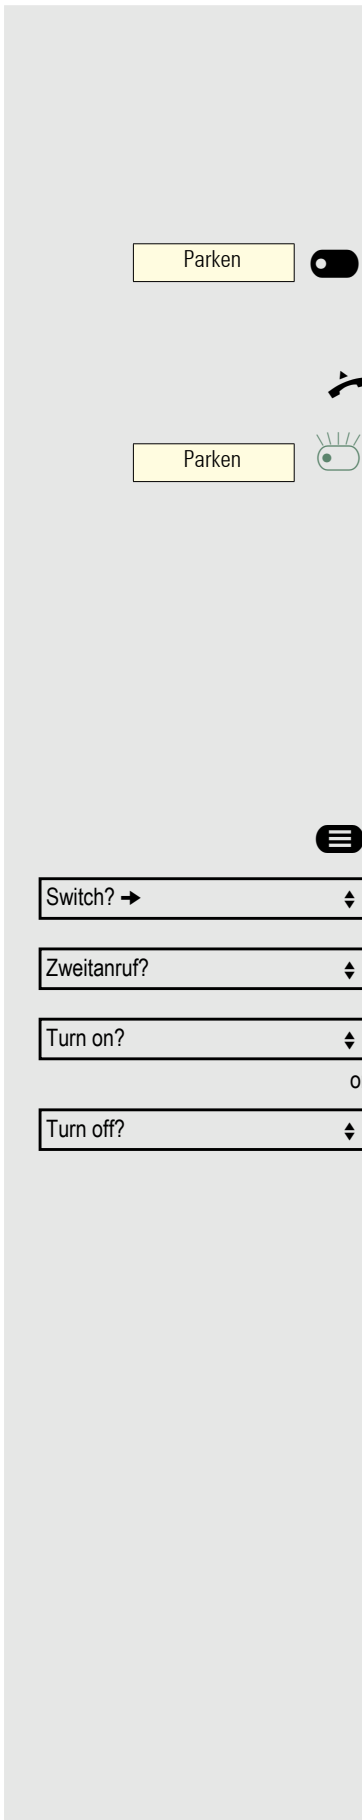 Parken
Parken
Switch? ➔
Zweitanruf?
Turn on?
o
Turn off?